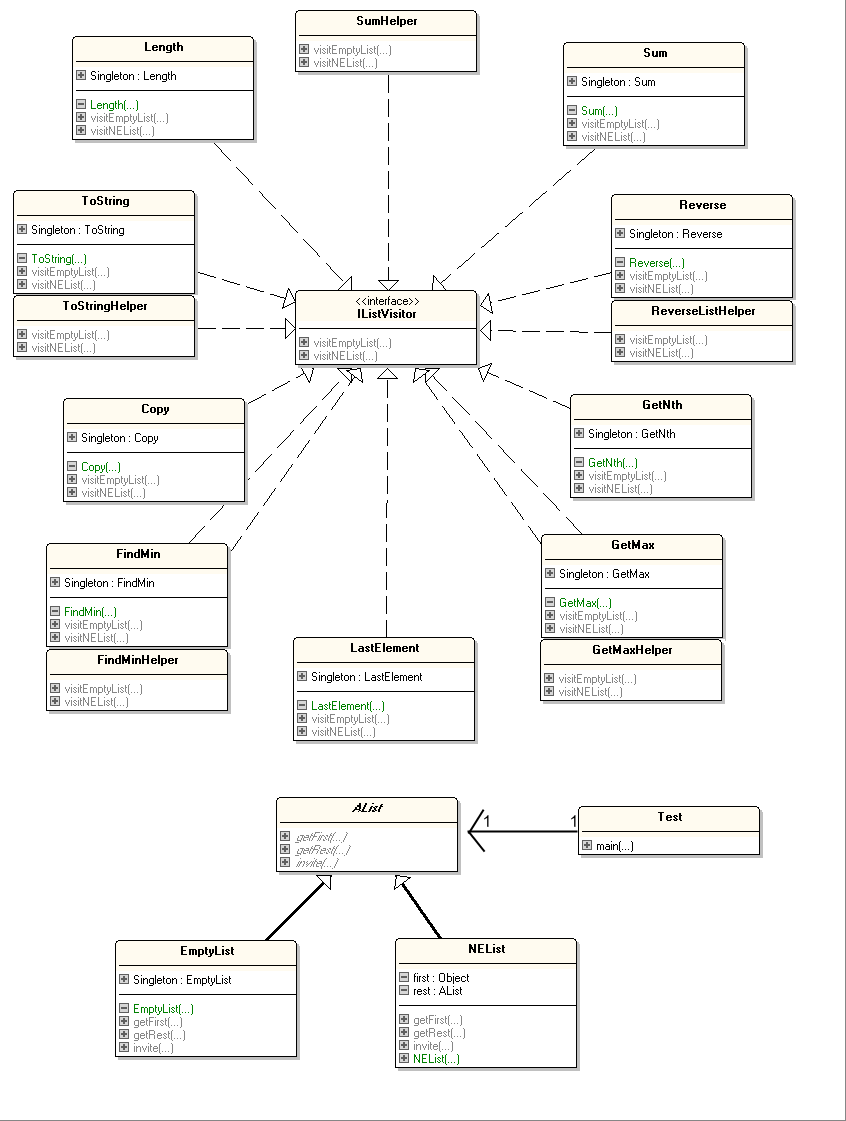 SumHelper
visitEmptyList(...)
visitNEList(...)
Length
Singleton : Length
Length(...)
visitEmptyList(...)
visitNEList(...)
Sum
Singleton : Sum
Sum(...)
visitEmptyList(...)
visitNEList(...)
ToString
Singleton : ToString
ToString(...)
visitEmptyList(...)
visitNEList(...)
ToStringHelper
visitEmptyList(...)
visitNEList(...)
Reverse
Singleton : Reverse
Reverse(...)
visitEmptyList(...)
visitNEList(...)
ReverseListHelper
visitEmptyList(...)
visitNEList(...)
<<interface>>
IListVisitor
visitEmptyList(...)
visitNEList(...)
Copy
Singleton : Copy
Copy(...)
visitEmptyList(...)
visitNEList(...)
GetNth
Singleton : GetNth
GetNth(...)
visitEmptyList(...)
visitNEList(...)
FindMin
Singleton : FindMin
FindMin(...)
visitEmptyList(...)
visitNEList(...)
FindMinHelper
visitEmptyList(...)
visitNEList(...)
GetMax
Singleton : GetMax
GetMax(...)
visitEmptyList(...)
visitNEList(...)
GetMaxHelper
visitEmptyList(...)
visitNEList(...)
LastElement
Singleton : LastElement
LastElement(...)
visitEmptyList(...)
visitNEList(...)
AList
getFirst(...)
getRest(...)
invite(...)
1 1
Test
main(...)
EmptyList
Singleton : EmptyList
EmptyList(...)
getFirst(...)
getRest(...)
invite(...)
NEList
first : Object
rest : AList
getFirst(...)
getRest(...)
invite(...)
NEList(...)